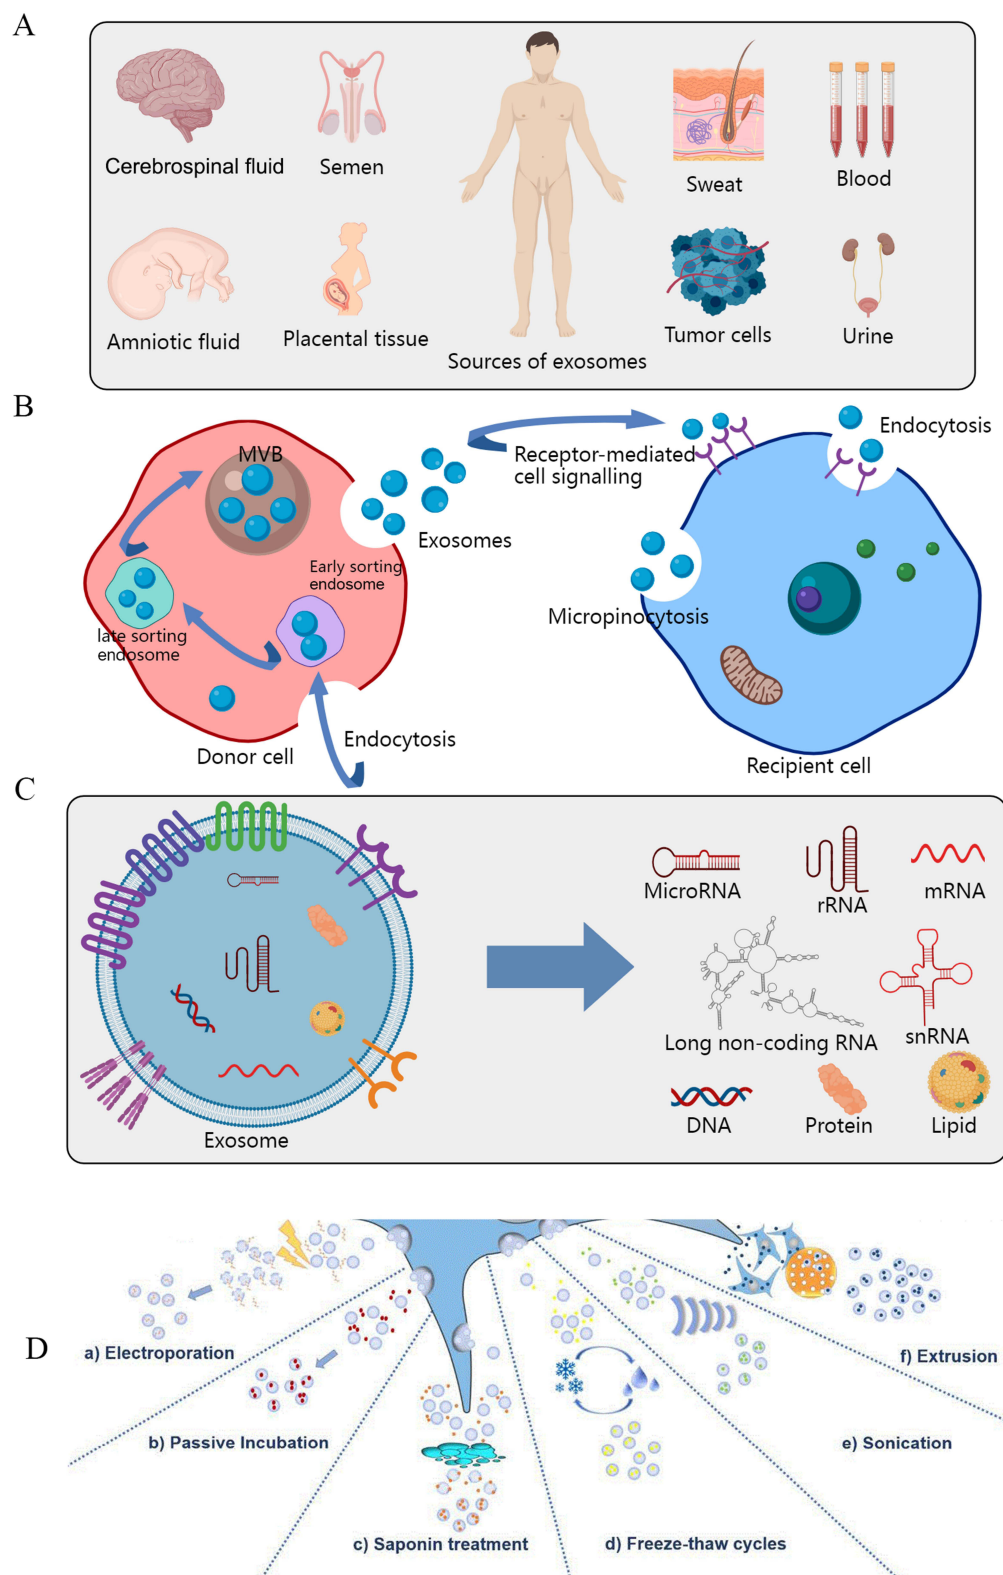 A
Cerebrospinal fluid
Semen
Sweat
Blood
Amniotic fluid
Placental tissue
Sources of exosomes
Tumor cells
Urine
B
MVB
Exosomes
Receptor-mediated
cell signalling
Endocytosis
Early sorting
endosome
late sorting
endosome
Micropinocytosis
Endocytosis
Donor cell
Recipient cell
C
MicroRNA
rRNA
mRNA
Long non-coding RNA
snRNA
DNA
Protein
Lipid
Exosome
D
a) Electroporation
b) Passive Incubation
c) Saponin treatment
d) Freeze-thaw cycles
e) Sonication
f) Extrusion